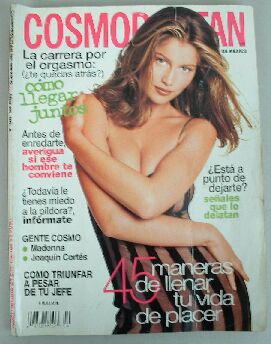 COSMOPOLITAN
La carrera por
el orgasmo:
(¿te quedas atrás?)
cómo
llegar
juntos
Antes de
enredarte,
averigua
si ese
hombre te
conviene
¿Está a
punto de
dejarte?
señales
que lo
delatan
¿Todavía le
tienes miedo
a la píldora?,
infórmate
GENTE COSMO
• Madonna
• Joaquín Cortés
COMO TRIUNFAR
A PESAR
DE TU JEFE
45 maneras
de llenar
tu vida
de placer